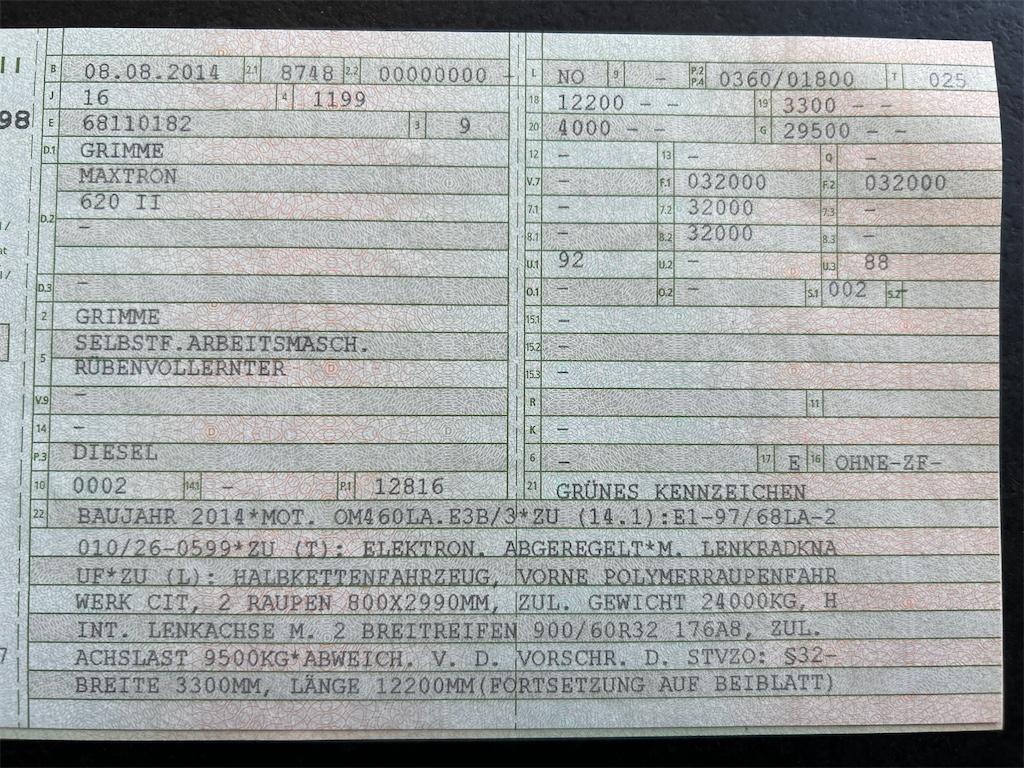 II
98
7
B 08.08.2014 2.1 8748 2.2 00000000 -
J 16 4 1199
E 68110182 3 9
D.1 GRIMME
MAXTRON
D.2 620 II
-
D.3 -
2 GRIMME
5 SELBSTF.ARBEITSMASCH.
RÜBENVOLLERNTER
V.9 -
14 -
P.3 DIESEL
10 0002 14.1 - P.1 12816
L NO 9 - P.2 P.4 0360/01800 T 025
18 12200 - - 19 3300 - -
20 4000 - - G 29500 - -
12 - 13 - Q -
V.7 - F.1 032000 F.2 032000
7.1 - 7.2 32000 7.3 -
8.1 - 8.2 32000 8.3 -
U.1 92 U.2 - U.3 88
O.1 - O.2 - S.1 002 S.2 -
15.1 -
15.2 -
15.3 -
R 11
K -
6 - 17 E 16 OHNE-ZF-
21 GRÜNES KENNZEICHEN
22 BAUJAHR 2014*MOT. OM460LA.E3B/3*ZU (14.1):E1-97/68LA-2
010/26-0599*ZU (T): ELEKTRON. ABGEREGELT*M. LENKRADKNA
UF*ZU (L): HALBKETTENFAHRZEUG, VORNE POLYMERRAUPENFAHR
WERK CIT, 2 RAUPEN 800X2990MM, ZUL. GEWICHT 24000KG, H
INT. LENKACHSE M. 2 BREITREIFEN 900/60R32 176A8, ZUL.
ACHSLAST 9500KG*ABWEICH. V. D. VORSCHR. D. STVZO: §32-
BREITE 3300MM, LÄNGE 12200MM(FORTSETZUNG AUF BEIBLATT)